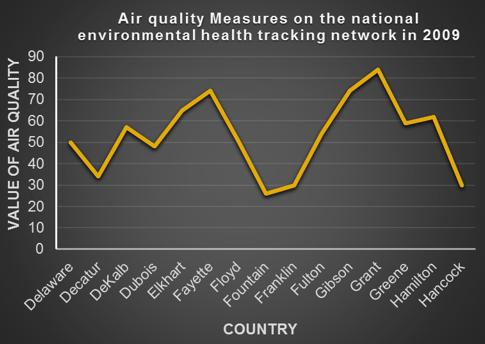 Air quality Measures on the national
environmental health tracking network in 2009
VALUE OF AIR QUALITY
90
80
70
60
50
40
30
20
10
0
Delaware
Decatur
DeKalb
Dubois
Elkhart
Fayette
Floyd
Fountain
Franklin
Fulton
Gibson
Grant
Greene
Hamilton
Hancock
COUNTRY